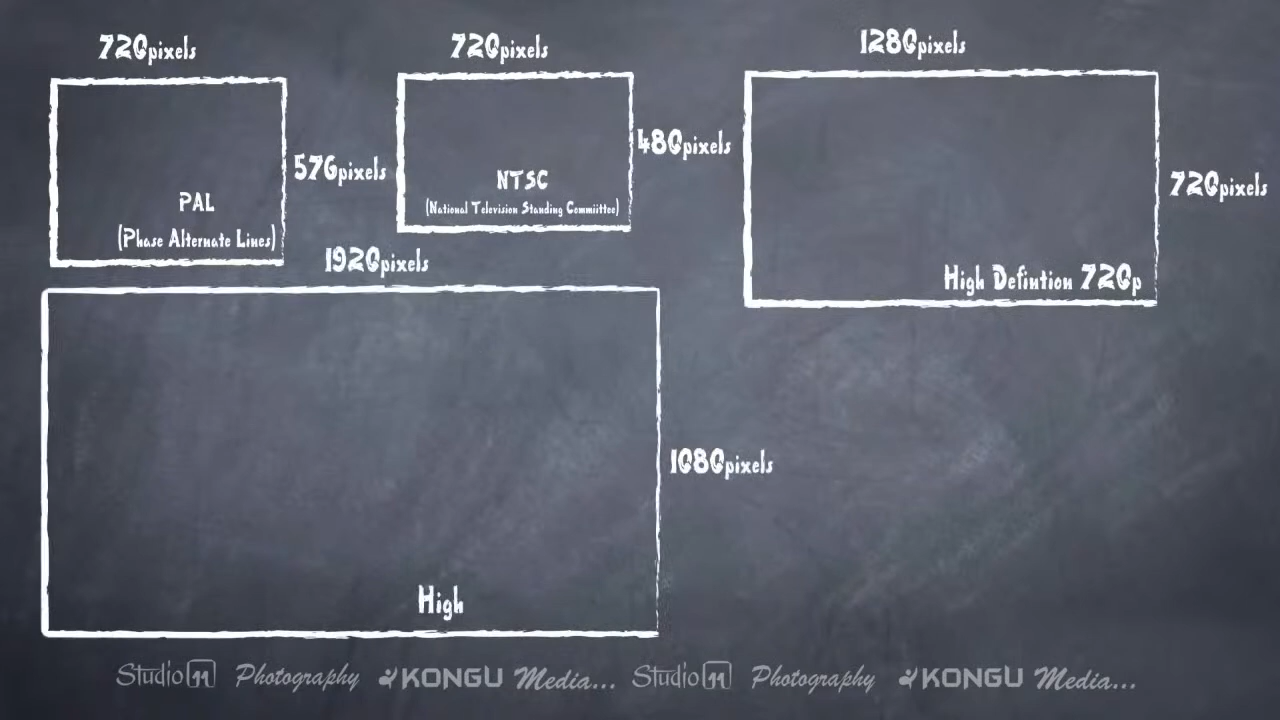 720pixels
576pixels
PAL
(Phase Alternate Lines)
720pixels
480pixels
NTSC
(National Television Standing Commiittee)
1280pixels
720pixels
High Defintion 720p
1920pixels
1080pixels
High
Studio 11 Photography KONGU Media... Studio 11 Photography KONGU Media...